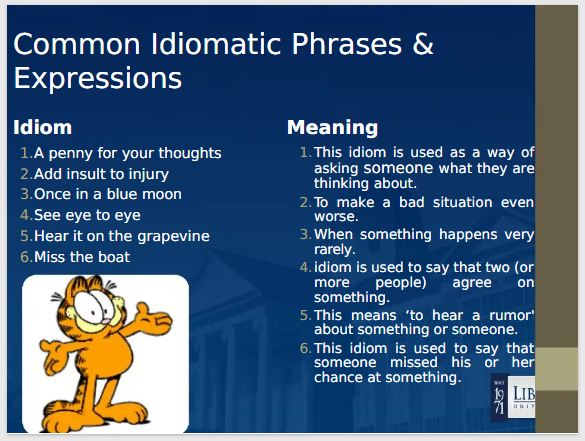 Common Idiomatic Phrases &
Expressions
Idiom
1.A penny for your thoughts
2.Add insult to injury
3.Once in a blue moon
4.See eye to eye
5.Hear it on the grapevine
6.Miss the boat
Meaning
1.This idiom is used as a way of
asking someone what they are
thinking about.
2.To make a bad situation even
worse.
3.When something happens very
rarely.
4.idiom is used to say that two (or
more people) agree on
something.
5.This means ‘to hear a rumor'
about something or someone.
6.This idiom is used to say that
someone missed his or her
chance at something.
SINCE
19
71
LIB
UNIV